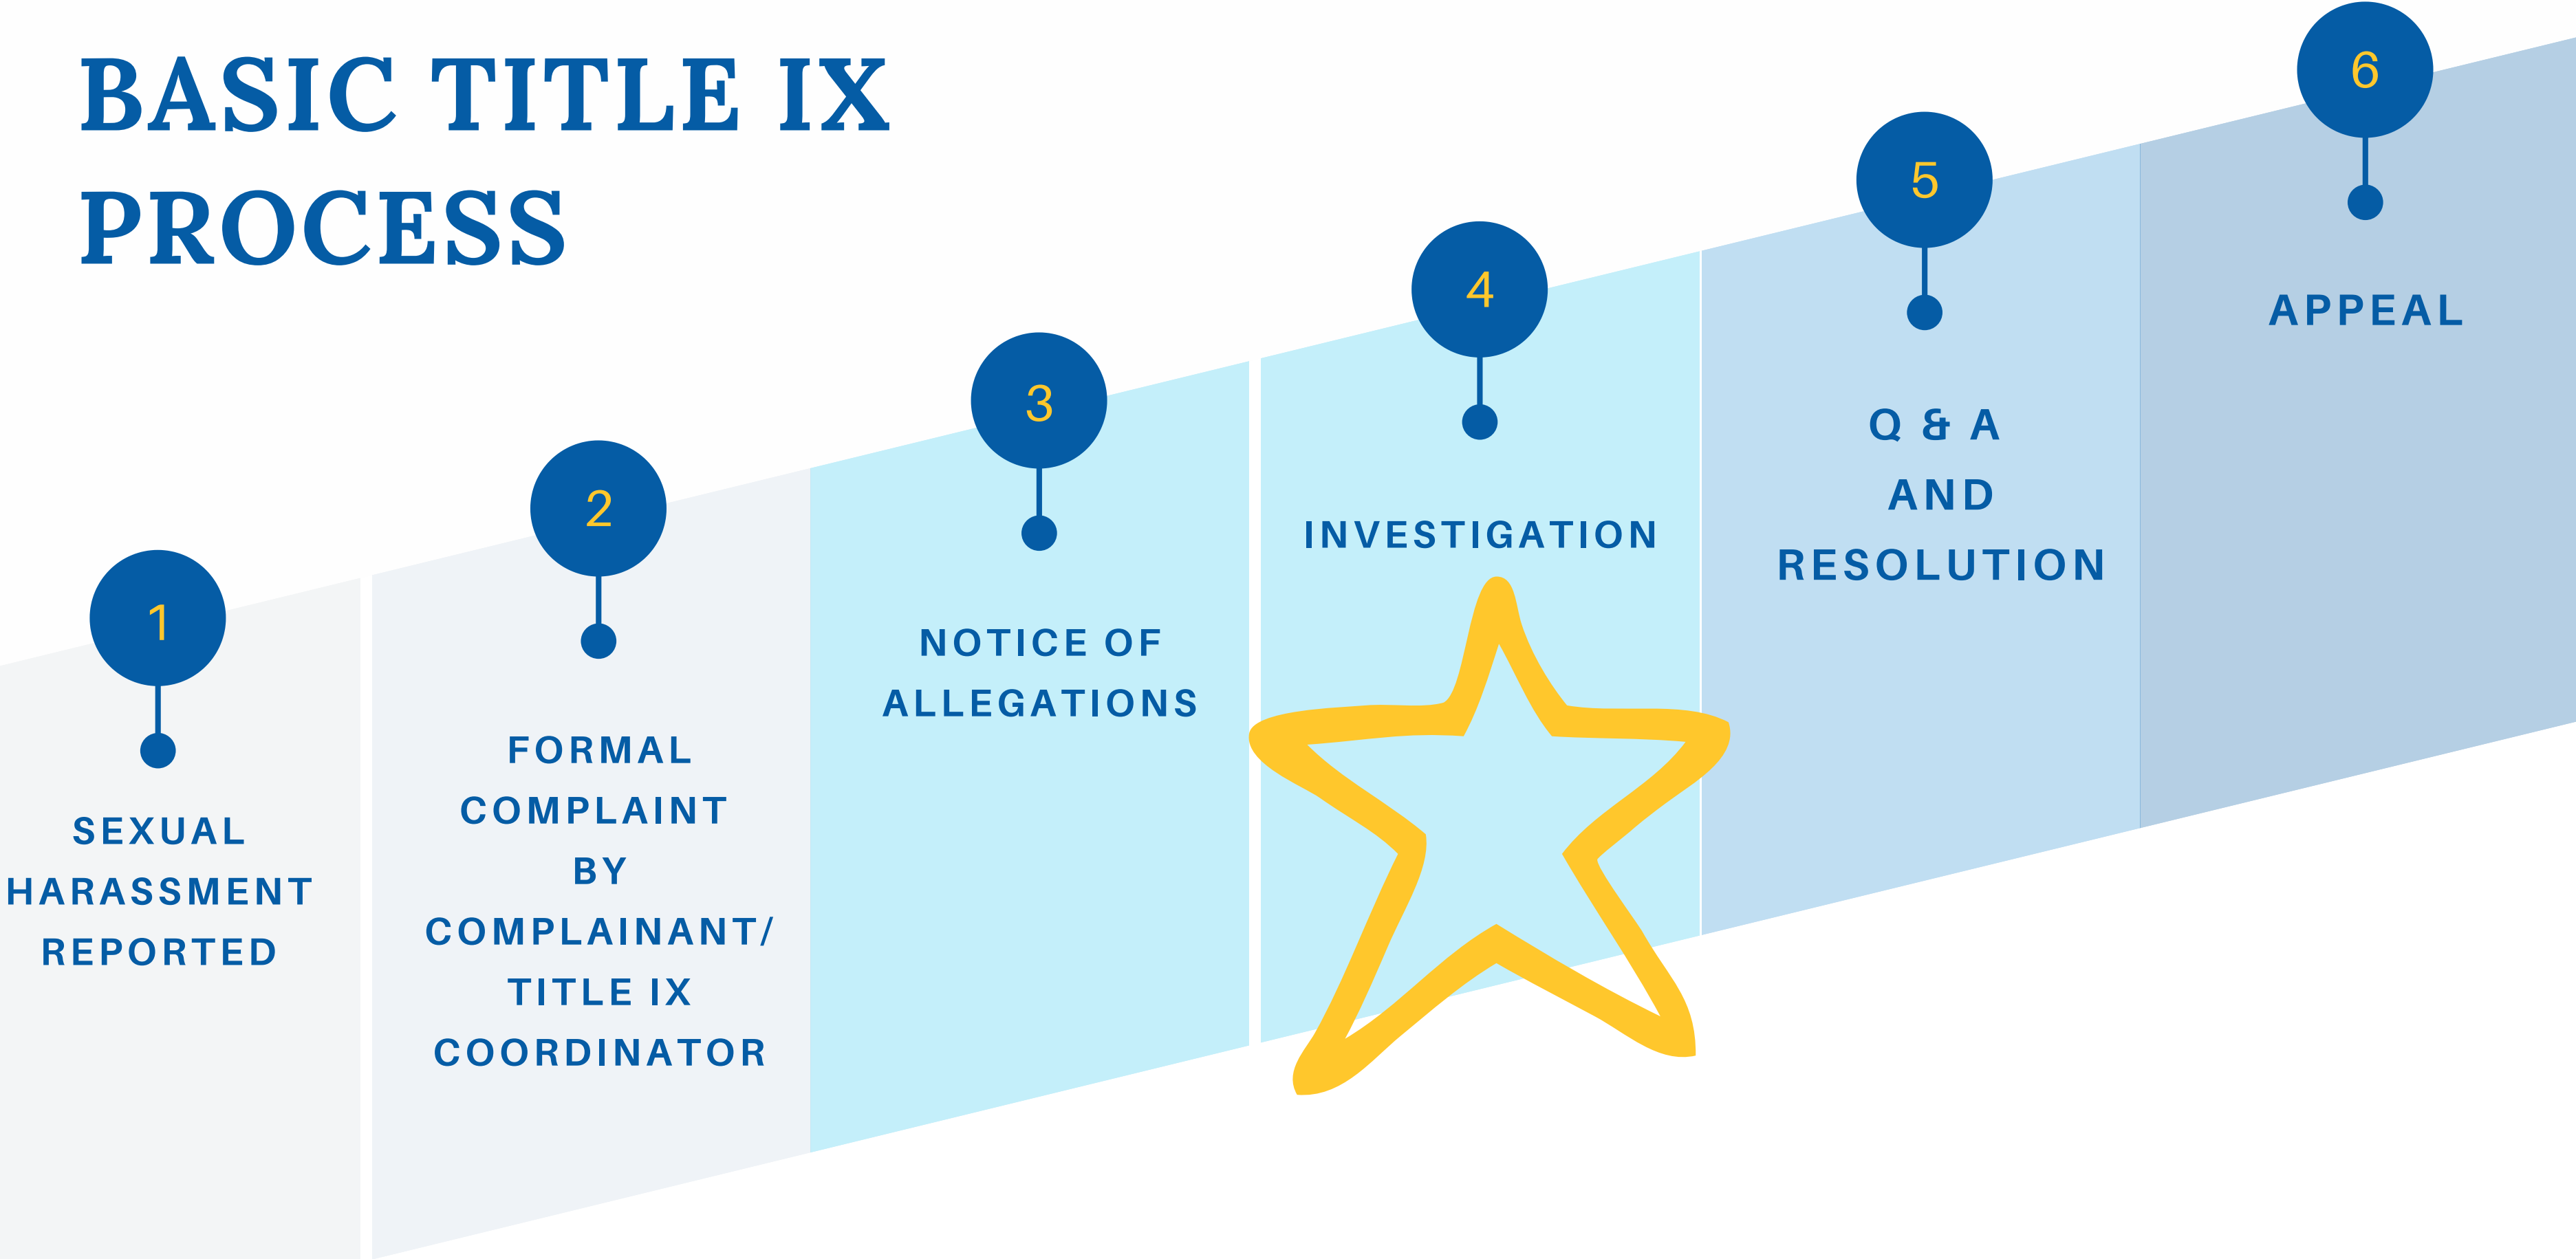 BASIC TITLE IX
PROCESS
1
SEXUAL
HARASSMENT
REPORTED
2
FORMAL
COMPLAINT
BY
COMPLAINANT/
TITLE IX
COORDINATOR
3
NOTICE OF
ALLEGATIONS
4
INVESTIGATION
5
Q & A
AND
RESOLUTION
6
APPEAL